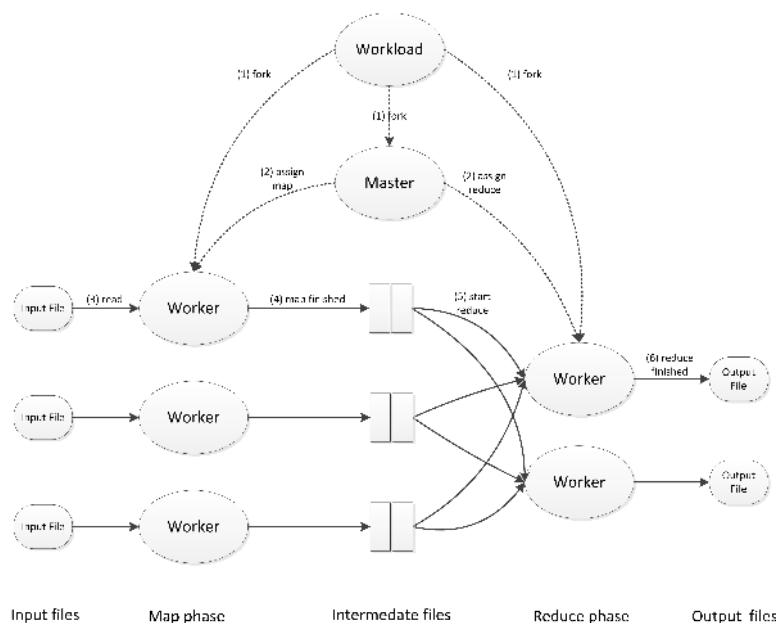 Workload
(1) fork
(1) fork
(1) fork
Master
(2) assign
map
(2) assign
reduce
Input File
(3) read
Worker
(4) map finished
(5) start
reduce
Worker
(6) reduce
finished
Output
File
Input File
Worker
Worker
Output
File
Input File
Worker
Input files
Map phase
Intermedate files
Reduce phase
Output files